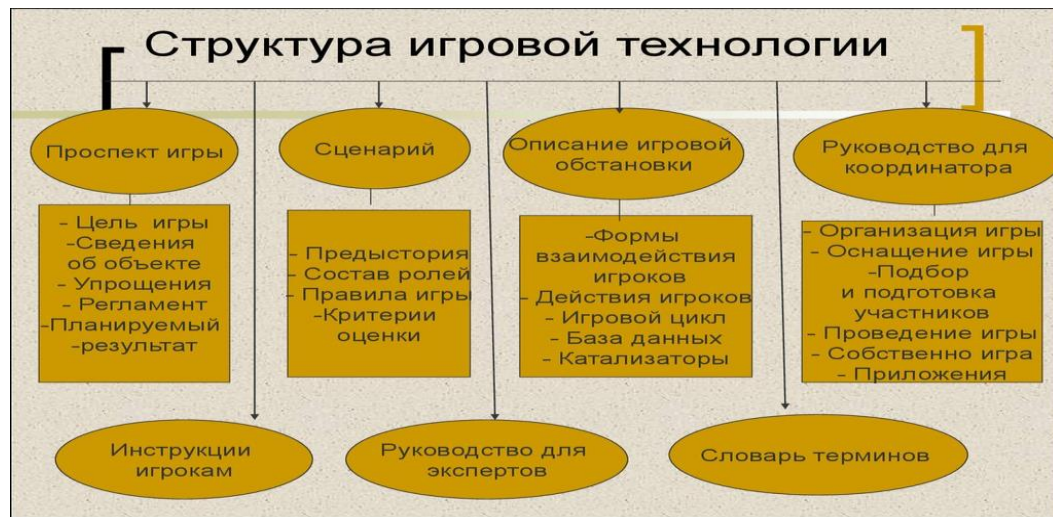 Структура игровой технологии
Проспект игры
- Цель игры
-Сведения
об объекте
- Упрощения
- Регламент
-Планируемый
-результат
Сценарий
- Предыстория
- Состав ролей
- Правила игры
-Критерии
оценки
Описание игровой
обстановки
-Формы
взаимодействия
игроков
- Действия игроков
- Игровой цикл
- База данных
- Катализаторы
Руководство для
координатора
- Организация игры
- Оснащение игры
-Подбор
и подготовка
участников
- Проведение игры
- Собственно игра
- Приложения
Инструкции
игрокам
Руководство для
экспертов
Словарь терминов